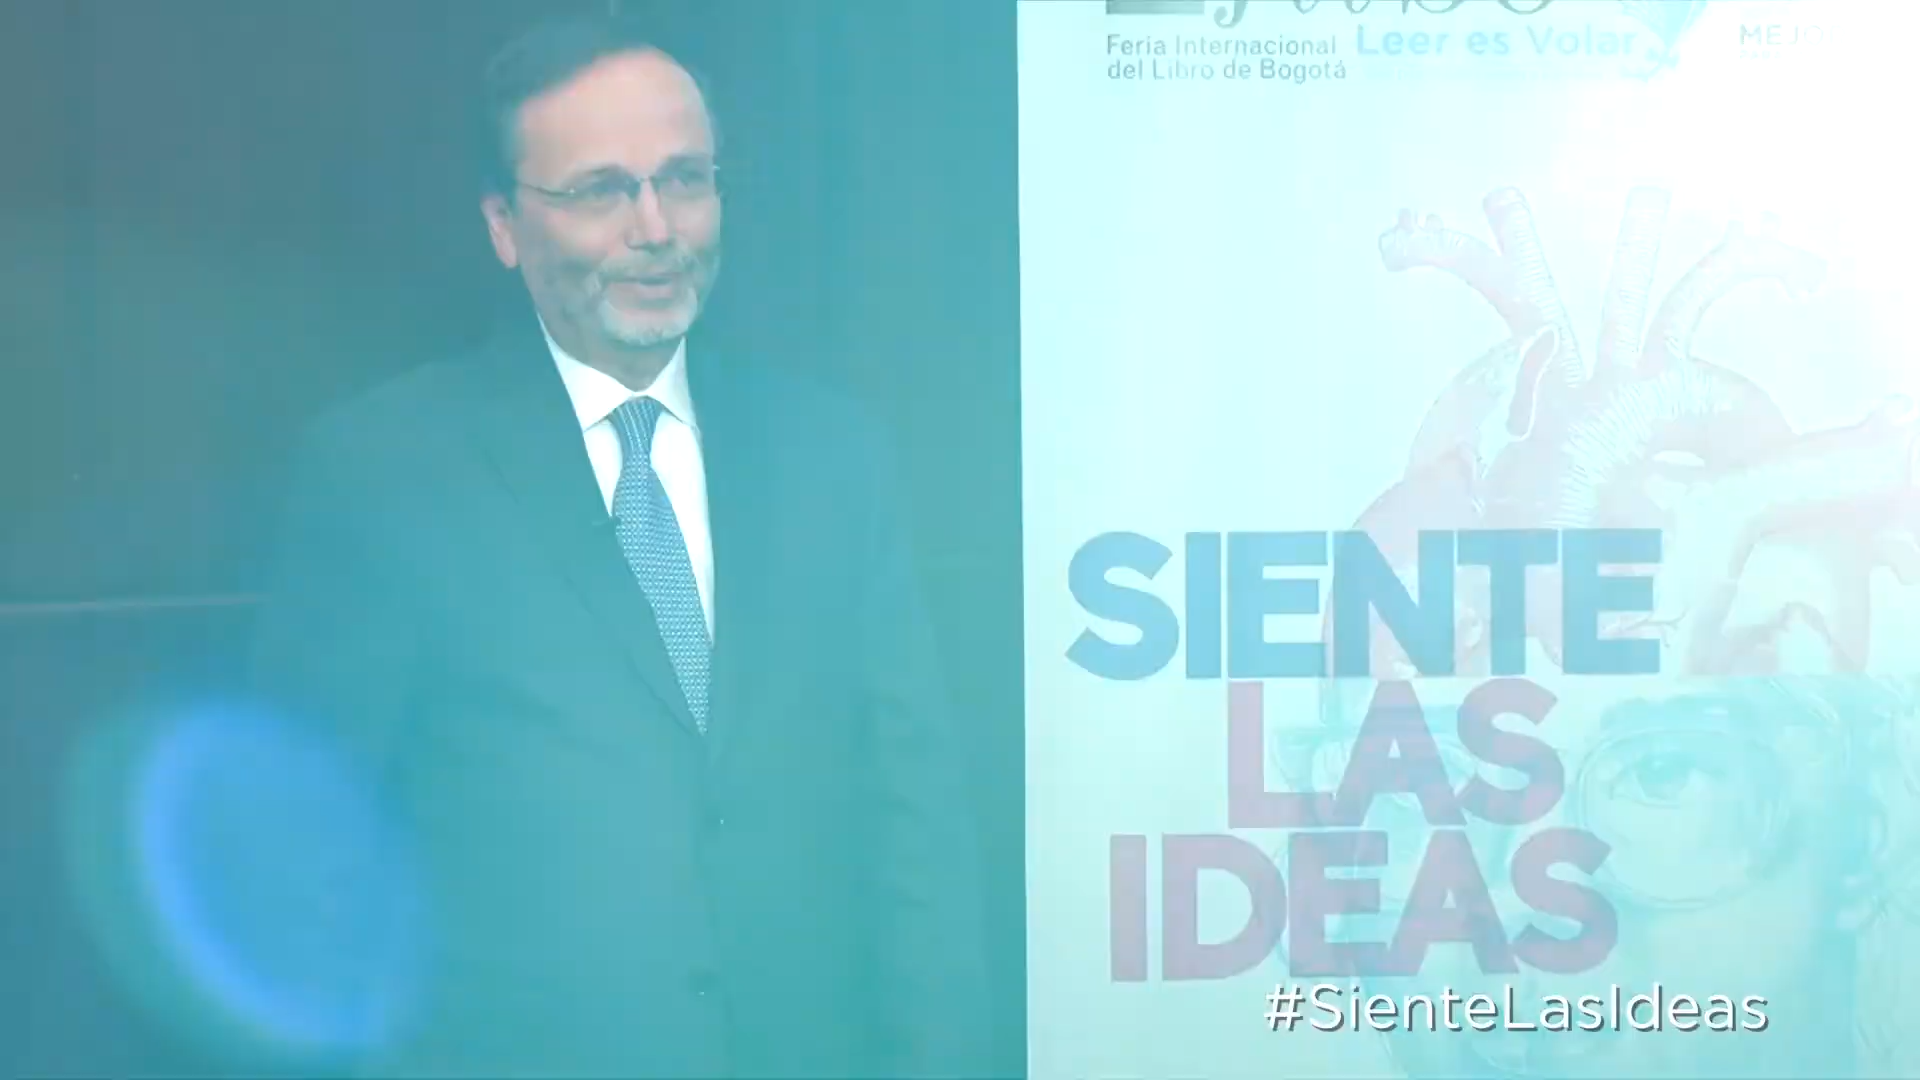 Feria Internacional
del Libro de Bogotá
Leer es Volar
SIENTE
LAS
IDEAS
#SienteLasIdeas